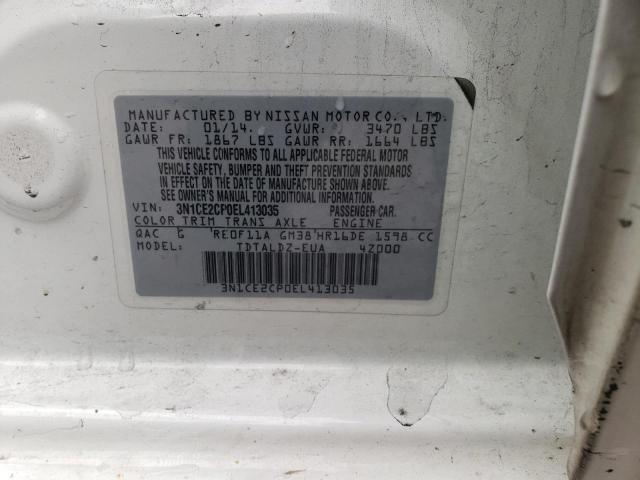 MANUFACTURED BY NISSAN MOTOR CO., LTD.
DATE: 01/14. GVWR: 3470 LBS
GAWR FR: 1867 LBS GAWR RR: 1664 LBS
THIS VEHICLE CONFORMS TO ALL APPLICABLE FEDERAL MOTOR
VEHICLE SAFETY, BUMPER AND THEFT PREVENTION STANDARDS
IN EFFECT ON THE DATE OF MANUFACTURE SHOWN ABOVE.
SEE OWNER'S MANUAL FOR ADDITIONAL INFORMATION.
VIN: 3N1CE2CP0EL413035 PASSENGER CAR.
COLOR TRIM TRANS AXLE ENGINE
QAC G RE0F11A GM38 HR16DE 1598 CC
MODEL: TDTALDZ-EUA 4Z000
3N1CE2CP0EL413035